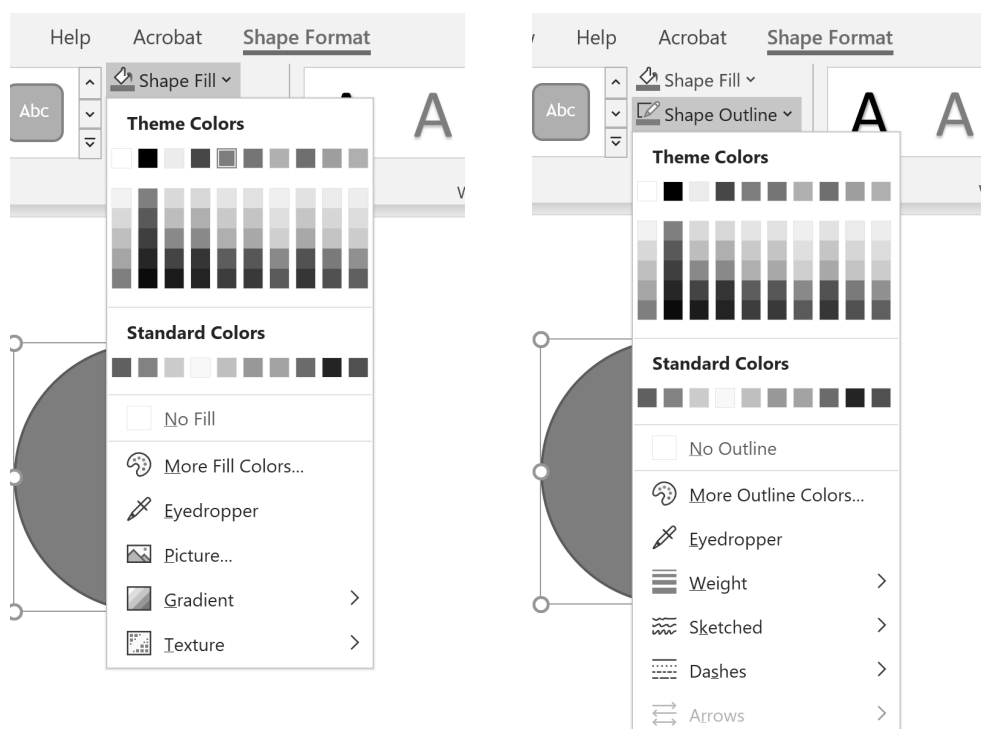 Help Acrobat Shape Format
Abc Shape Fill A
Theme Colors
Standard Colors
No Fill
More Fill Colors...
Eyedropper
Picture...
Gradient
Texture
Help Acrobat Shape Format
Shape Fill
Abc Shape Outline A A
Theme Colors
Standard Colors
No Outline
More Outline Colors...
Eyedropper
Weight
Sketched
Dashes
Arrows